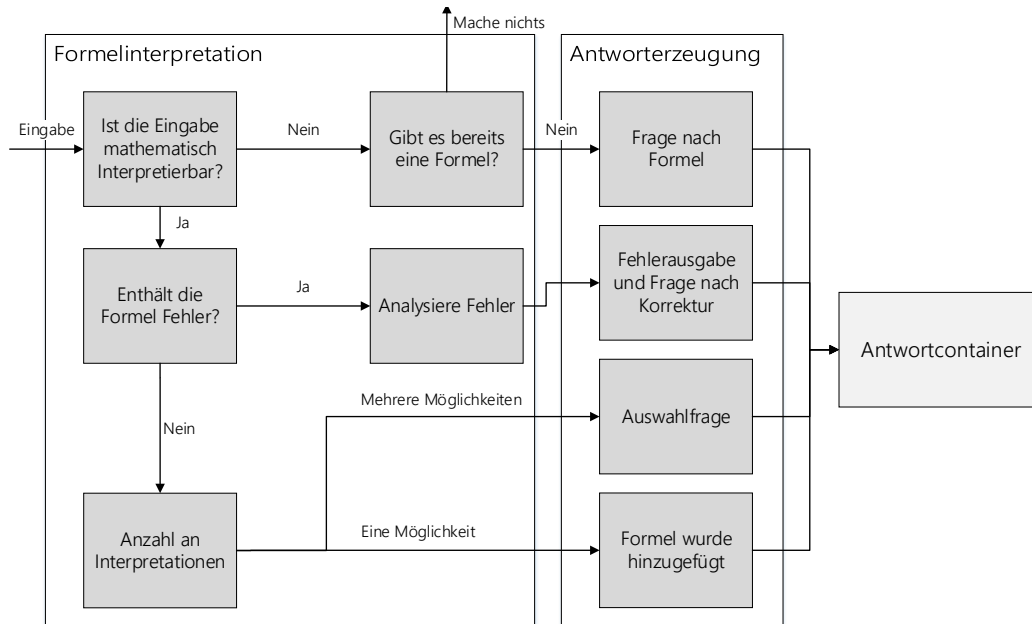 Mache nichts
Formelinterpretation
Antworterzeugung
Eingabe
Ist die Eingabe
mathematisch
Interpretierbar?
Nein
Gibt es bereits
eine Formel?
Nein
Frage nach
Formel
Ja
Enthält die
Formel Fehler?
Ja
Analysiere Fehler
Fehlerausgabe
und Frage nach
Korrektur
Antwortcontainer
Mehrere Möglichkeiten
Auswahlfrage
Nein
Anzahl an
Interpretationen
Eine Möglichkeit
Formel wurde
hinzugefügt